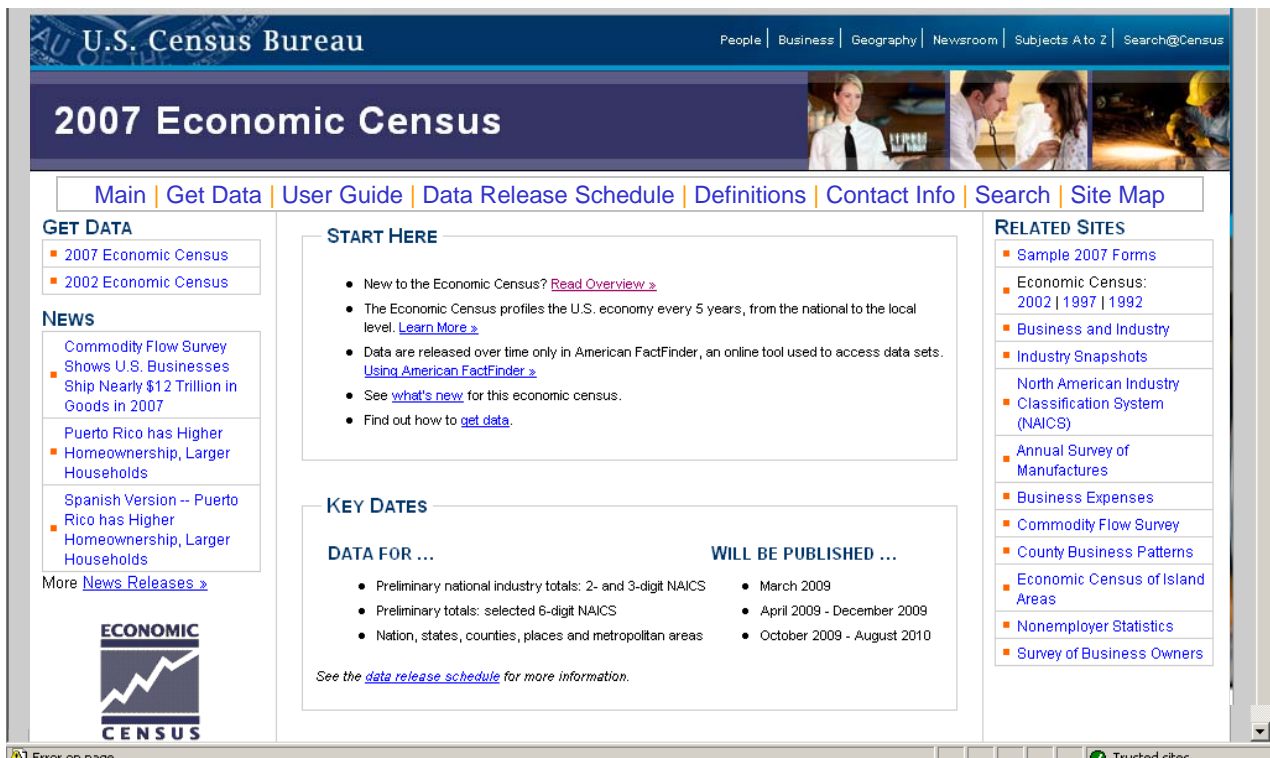 U.S. Census Bureau
People | Business | Geography | Newsroom | Subjects A to Z | Search@Census
2007 Economic Census
Main | Get Data | User Guide | Data Release Schedule | Definitions | Contact Info | Search | Site Map
GET DATA
2007 Economic Census
2002 Economic Census
NEWS
Commodity Flow Survey
Shows U.S. Businesses
Ship Nearly $12 Trillion in
Goods in 2007
Puerto Rico has Higher
Homeownership, Larger
Households
Spanish Version -- Puerto
Rico has Higher
Homeownership, Larger
Households
More News Releases »
ECONOMIC
CENSUS
START HERE
New to the Economic Census? Read Overview »
The Economic Census profiles the U.S. economy every 5 years, from the national to the local
level. Learn More »
Data are released over time only in American FactFinder, an online tool used to access data sets.
Using American FactFinder »
See what's new for this economic census.
Find out how to get data.
KEY DATES
DATA FOR ... WILL BE PUBLISHED ...
Preliminary national industry totals: 2- and 3-digit NAICS March 2009
Preliminary totals: selected 6-digit NAICS April 2009 - December 2009
Nation, states, counties, places and metropolitan areas October 2009 - August 2010
See the data release schedule for more information.
RELATED SITES
Sample 2007 Forms
Economic Census:
2002 | 1997 | 1992
Business and Industry
Industry Snapshots
North American Industry
Classification System
(NAICS)
Annual Survey of
Manufactures
Business Expenses
Commodity Flow Survey
County Business Patterns
Economic Census of Island
Areas
Nonemployer Statistics
Survey of Business Owners
Error on page.
Trusted sites